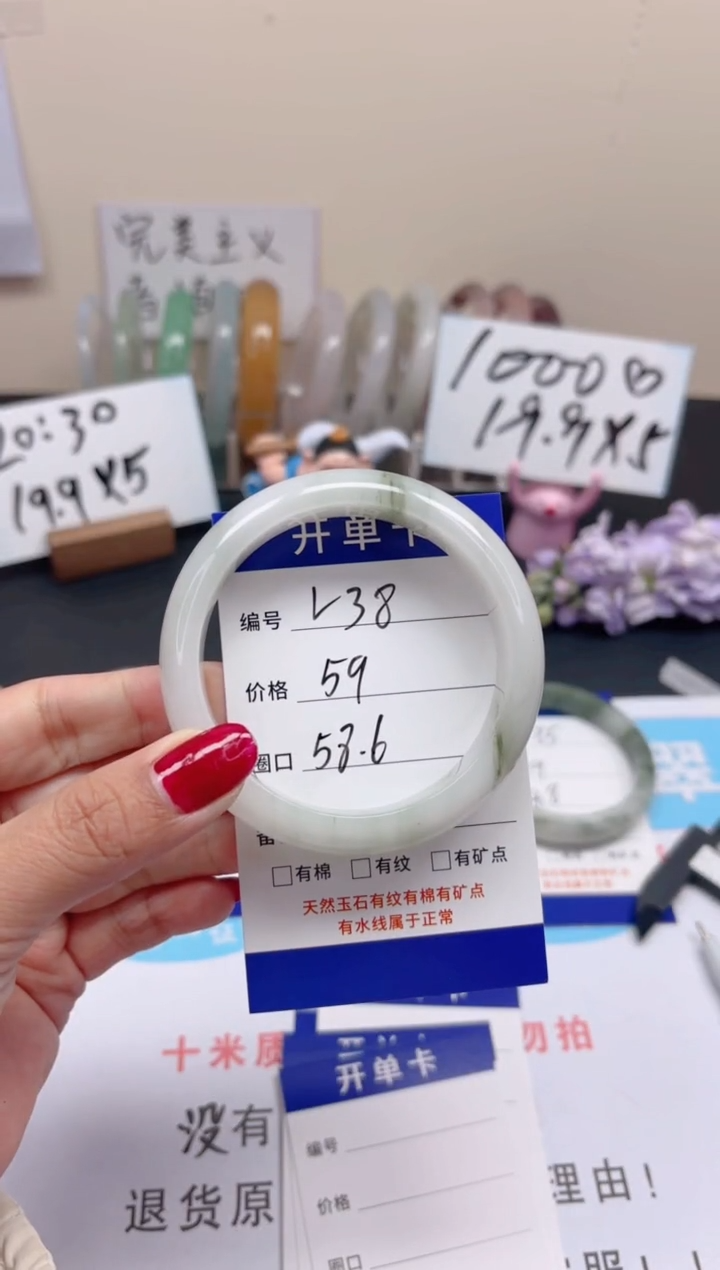 完美主义
20:30
19.9X5
1000♡
19.9X5
开单卡
编号 L38
价格 59
圈口 53.6
备
□有棉 □有纹 □有矿点
天然玉石有纹有棉有矿点
有水线属于正常
十米质
勿拍
没有
理由!
退货原
开单卡
编号
价格
圈口